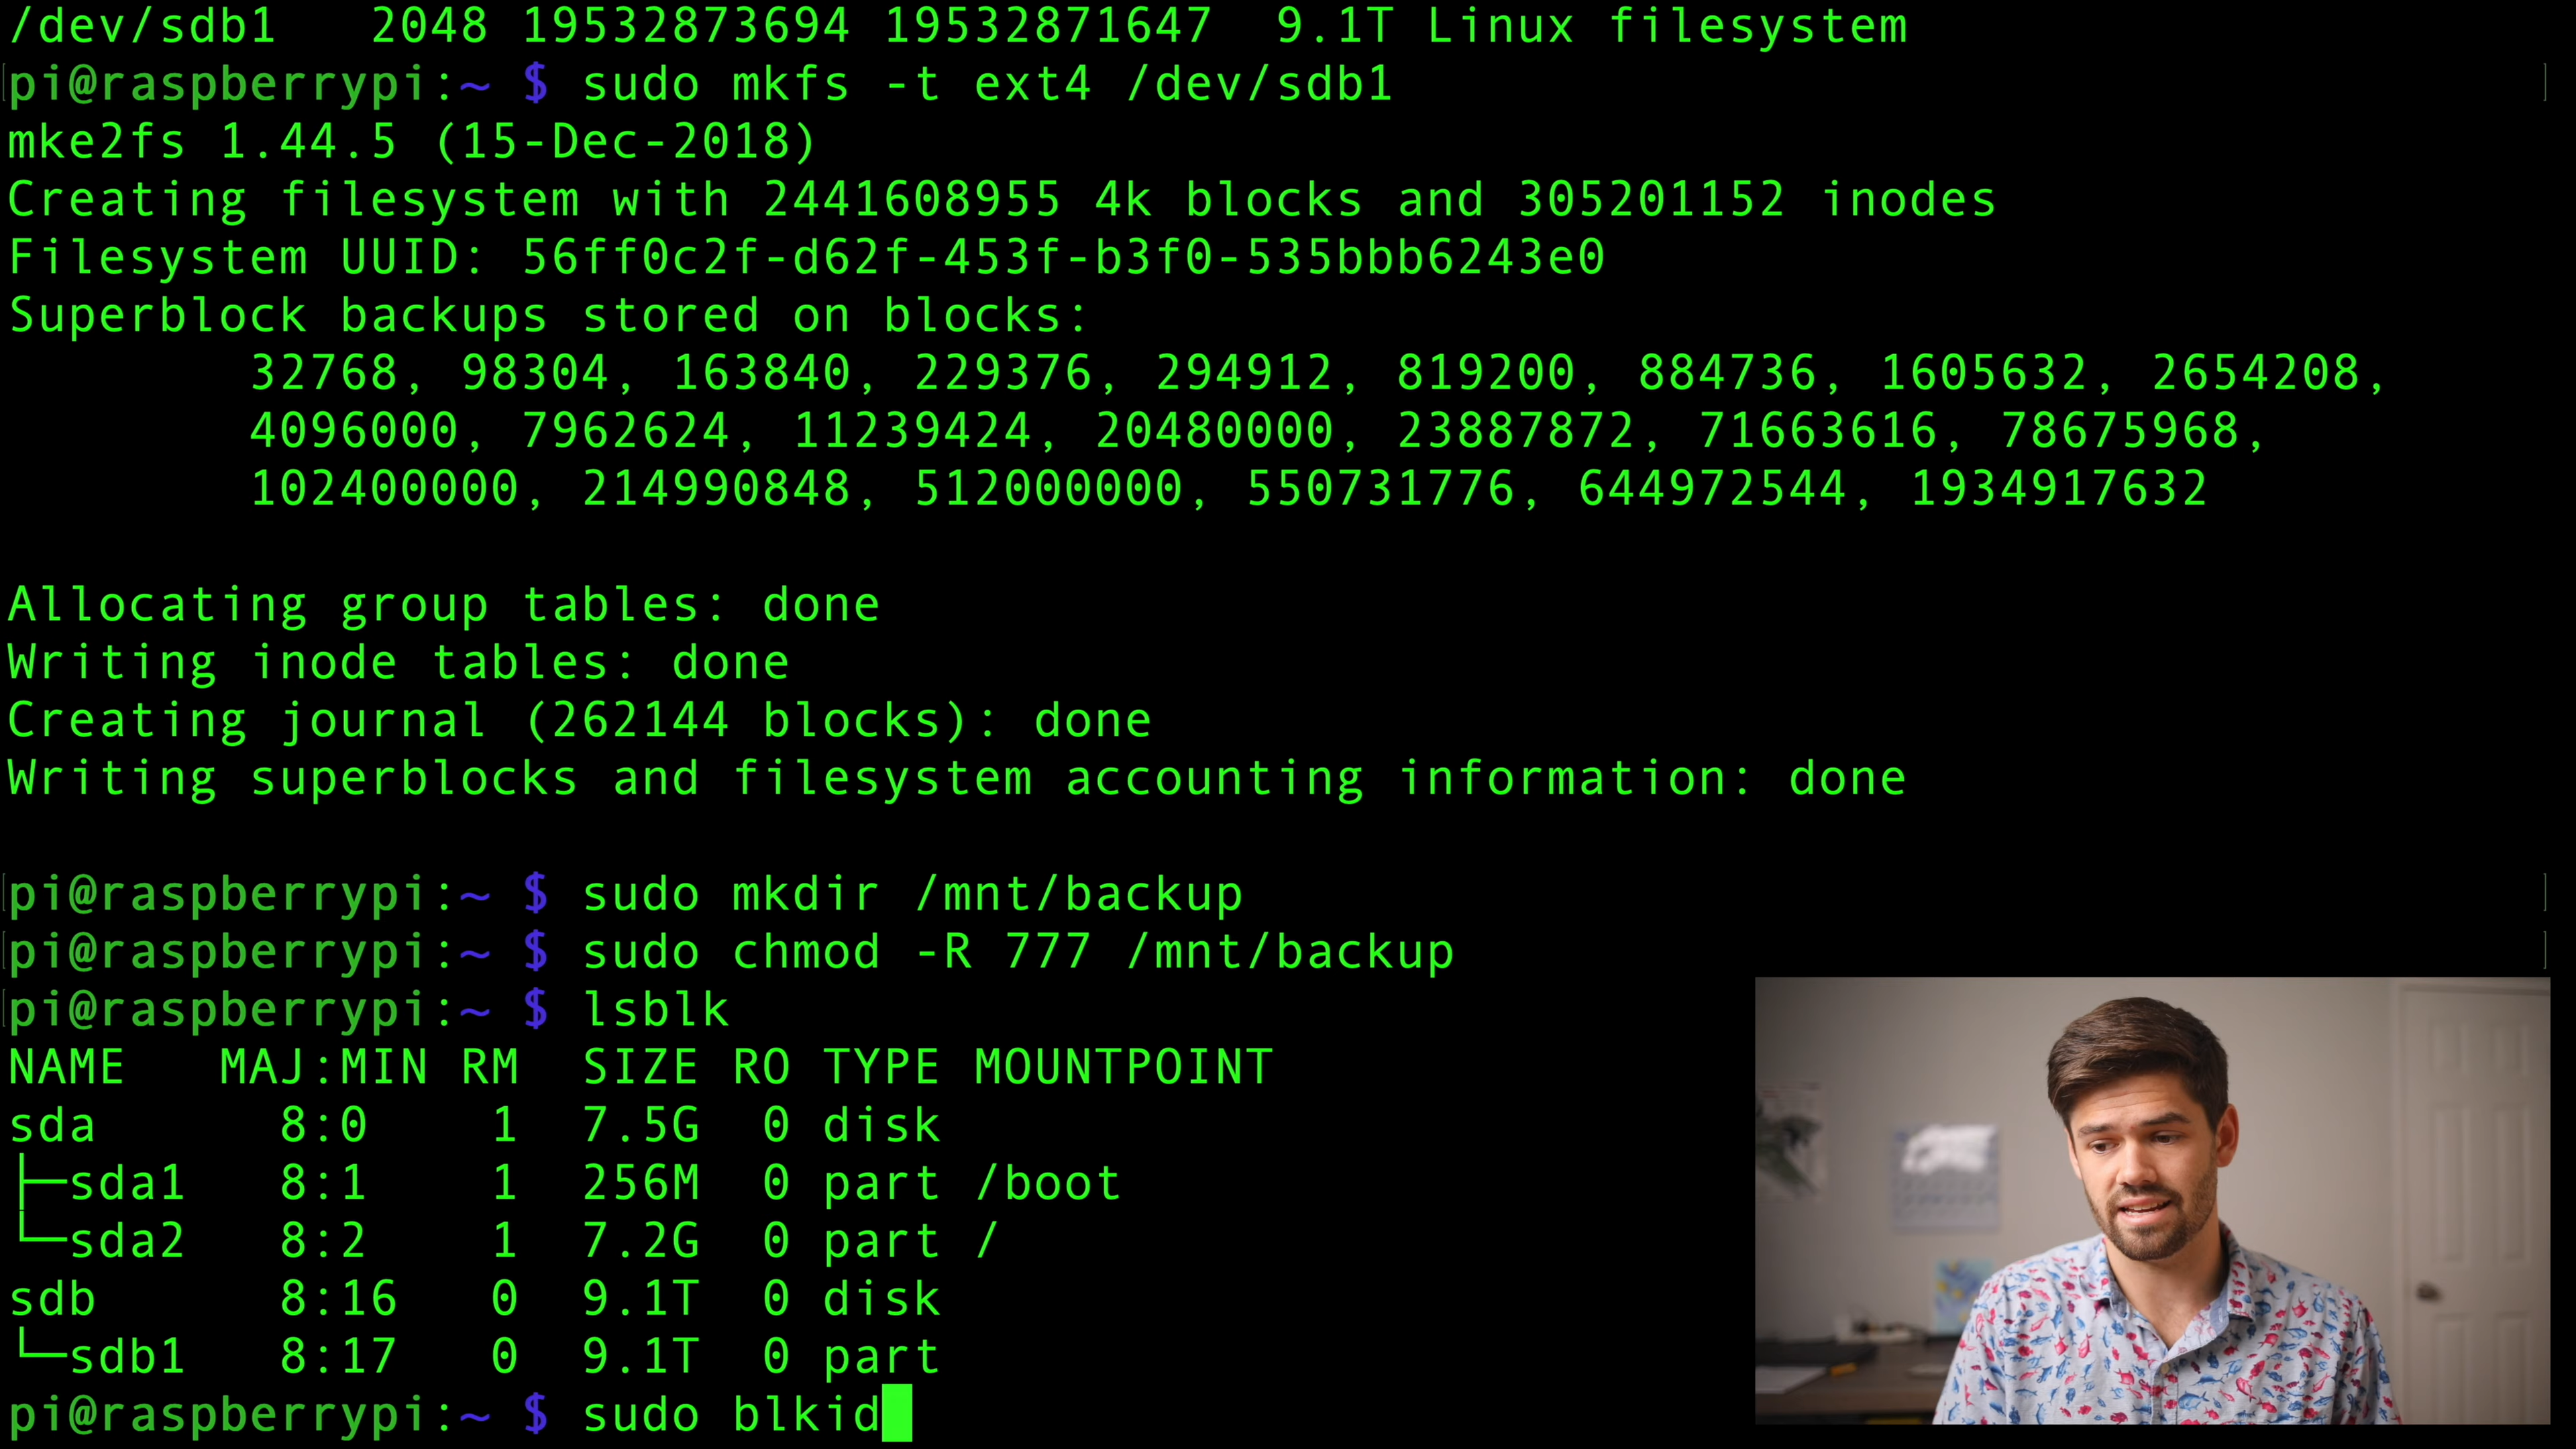 /dev/sdb1   2048 19532873694 19532871647  9.1T Linux filesystem
pi@raspberrypi:~ $ sudo mkfs -t ext4 /dev/sdb1
mke2fs 1.44.5 (15-Dec-2018)
Creating filesystem with 2441608955 4k blocks and 305201152 inodes
Filesystem UUID: 56ff0c2f-d62f-453f-b3f0-535bbb6243e0
Superblock backups stored on blocks:
32768, 98304, 163840, 229376, 294912, 819200, 884736, 1605632, 2654208,
4096000, 7962624, 11239424, 20480000, 23887872, 71663616, 78675968,
102400000, 214990848, 512000000, 550731776, 644972544, 1934917632
Allocating group tables: done
Writing inode tables: done
Creating journal (262144 blocks): done
Writing superblocks and filesystem accounting information: done
pi@raspberrypi:~ $ sudo mkdir /mnt/backup
pi@raspberrypi:~ $ sudo chmod -R 777 /mnt/backup
pi@raspberrypi:~ $ lsblk
NAME   MAJ:MIN RM  SIZE RO TYPE MOUNTPOINT
sda      8:0    1  7.5G  0 disk
├─sda1   8:1    1  256M  0 part /boot
└─sda2   8:2    1  7.2G  0 part /
sdb      8:16   0  9.1T  0 disk
└─sdb1   8:17   0  9.1T  0 part
pi@raspberrypi:~ $ sudo blkid